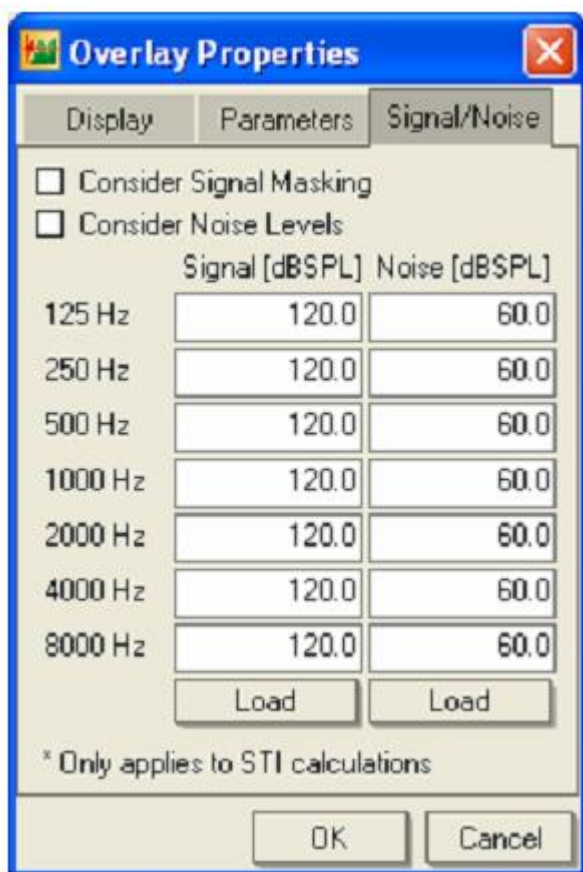 Overlay Properties
Display Parameters Signal/Noise
Consider Signal Masking
Consider Noise Levels
Signal [dBSPL] Noise [dBSPL]
125 Hz 120.0 60.0
250 Hz 120.0 60.0
500 Hz 120.0 60.0
1000 Hz 120.0 60.0
2000 Hz 120.0 60.0
4000 Hz 120.0 60.0
8000 Hz 120.0 60.0
Load Load
* Only applies to STI calculations
OK Cancel